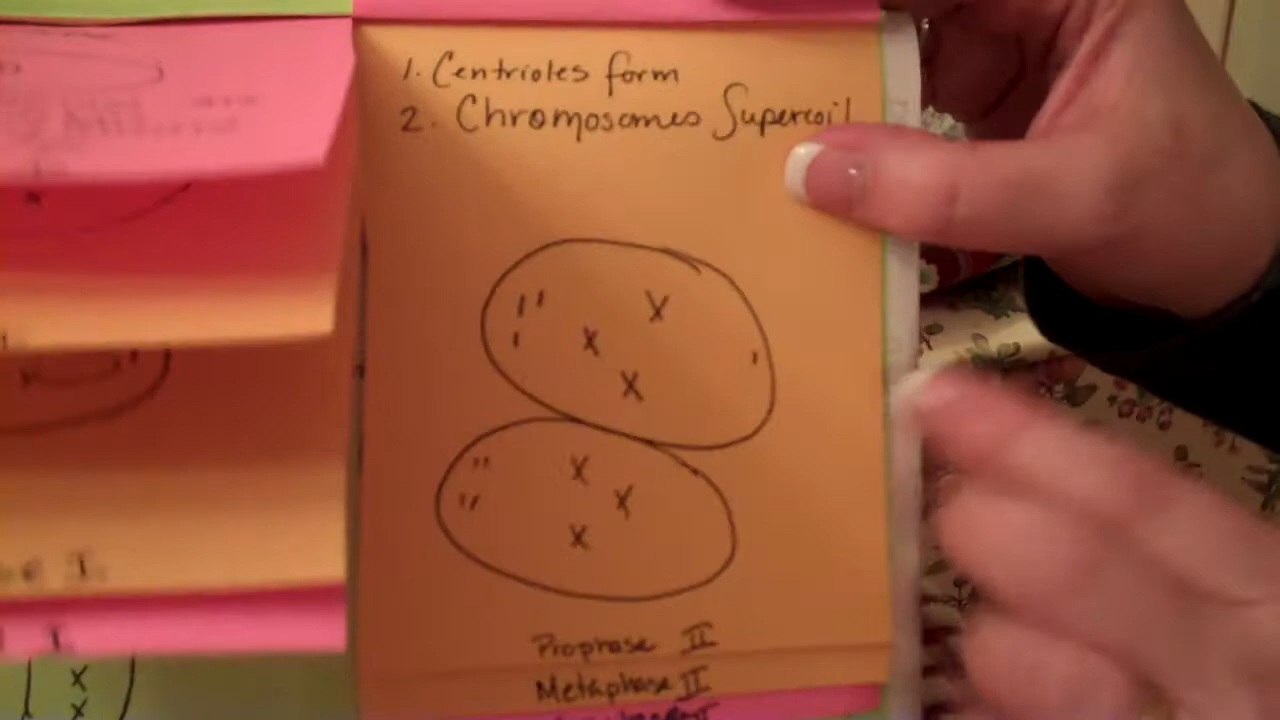 1. Centrioles form
2. Chromosomes Supercoil
Prophase II
Metaphase II
I
I